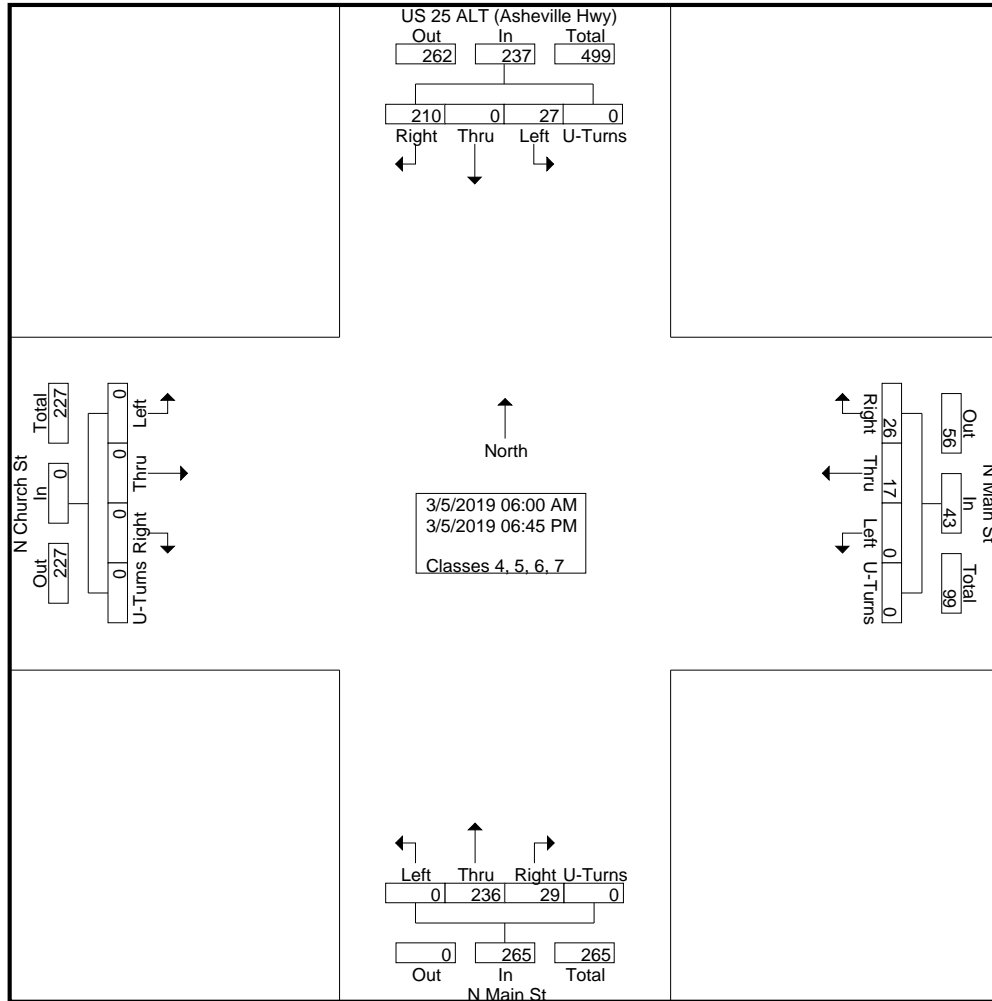 US 25 ALT (Asheville Hwy)
Out In Total
262 237 499
210 0 27 0
Right Thru Left U-Turns
N Church St
Total In Out
227 0 227
0 0 0 0
Left Thru Right U-Turns
North
3/5/2019 06:00 AM
3/5/2019 06:45 PM
Classes 4, 5, 6, 7
Right Thru Left U-Turns
26 17 0 0
Out In Total
56 43 99
N Main St
Left Thru Right U-Turns
0 236 29 0
0 265 265
Out In Total
N Main St